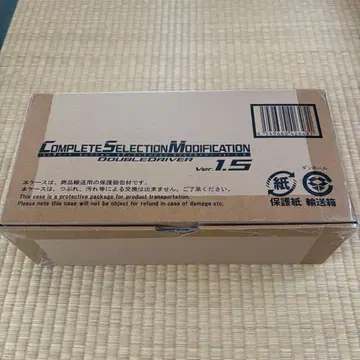 COMPLETE SELECTION MODIFICATION
DOUBLEDRIVER Ver.1.5
本ケースは、商品輸送用の保護梱包材です。
本ケースは、つぶれ、汚れ等による交換は出来ません。ご了承ください。
This case is a protective package for product transportation.
Please note this will not be object for refund in case of damage etc.
ダンボール
紙
保護紙 輸送箱